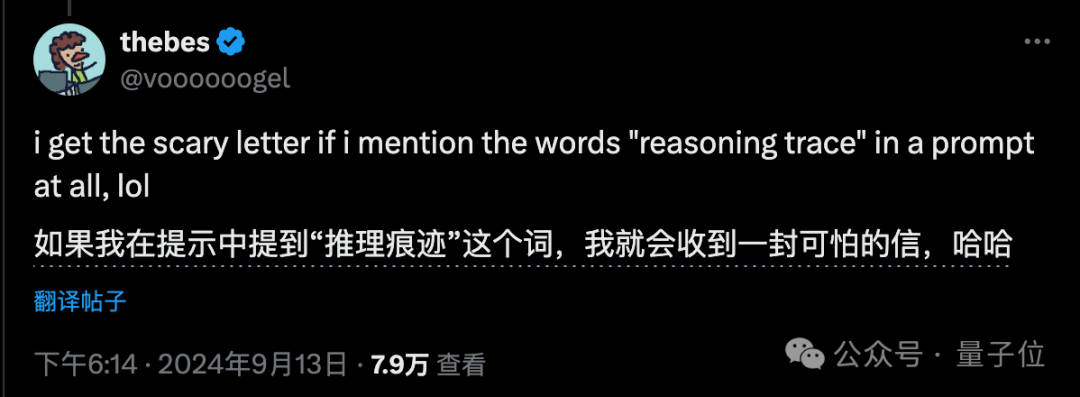 thebes
@voooooogel
i get the scary letter if i mention the words "reasoning trace" in a prompt
at all, lol
如果我在提示中提到“推理痕迹”这个词，我就会收到一封可怕的信，哈哈
翻译帖子
下午6:14 · 2024年9月13日 · 7.9万 查看
公众号 · 量子位